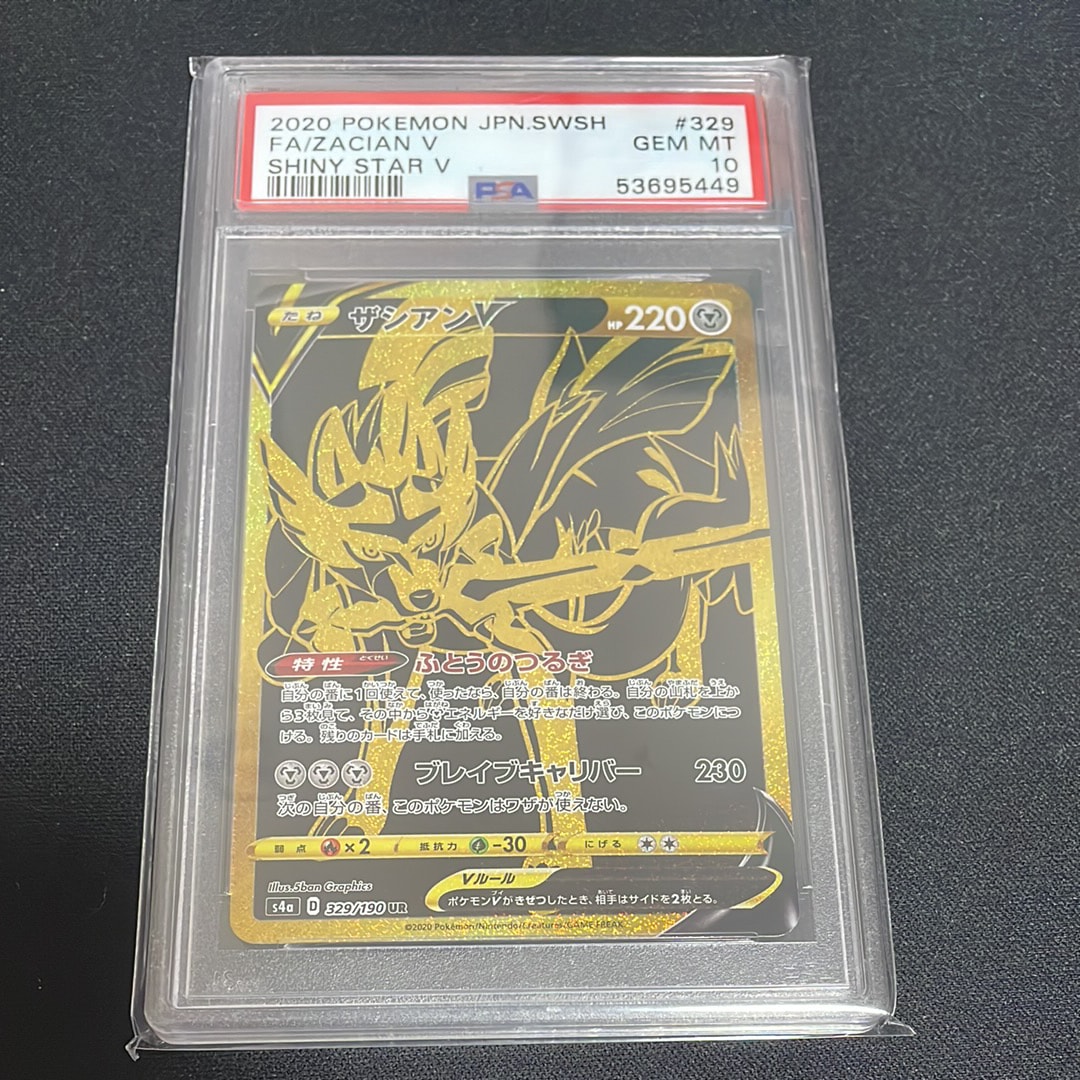 2020 POKEMON JPN.SWSH #329
FA/ZACIAN V GEM MT
SHINY STAR V 10
PSA 53695449
たね ザシアンV HP 220
特性 とくせい ふとうのつるぎ
自分の番に1回使えて、使ったなら、自分の番は終わる。自分の山札を上か
ら3枚見て、その中から エネルギーを好きなだけ選び、このポケモンにつ
ける。残りのカードは手札に加える。
ブレイブキャリバー 230
次の自分の番、このポケモンはワザが使えない。
弱点 ×2 抵抗力 -30 にげる
Illus.5ban Graphics
Vルール
ポケモンVがきぜつしたとき、相手はサイドを2枚とる。
s4a D 329/190 UR
©2020 Pokémon/Nintendo/Creatures/GAME FREAK